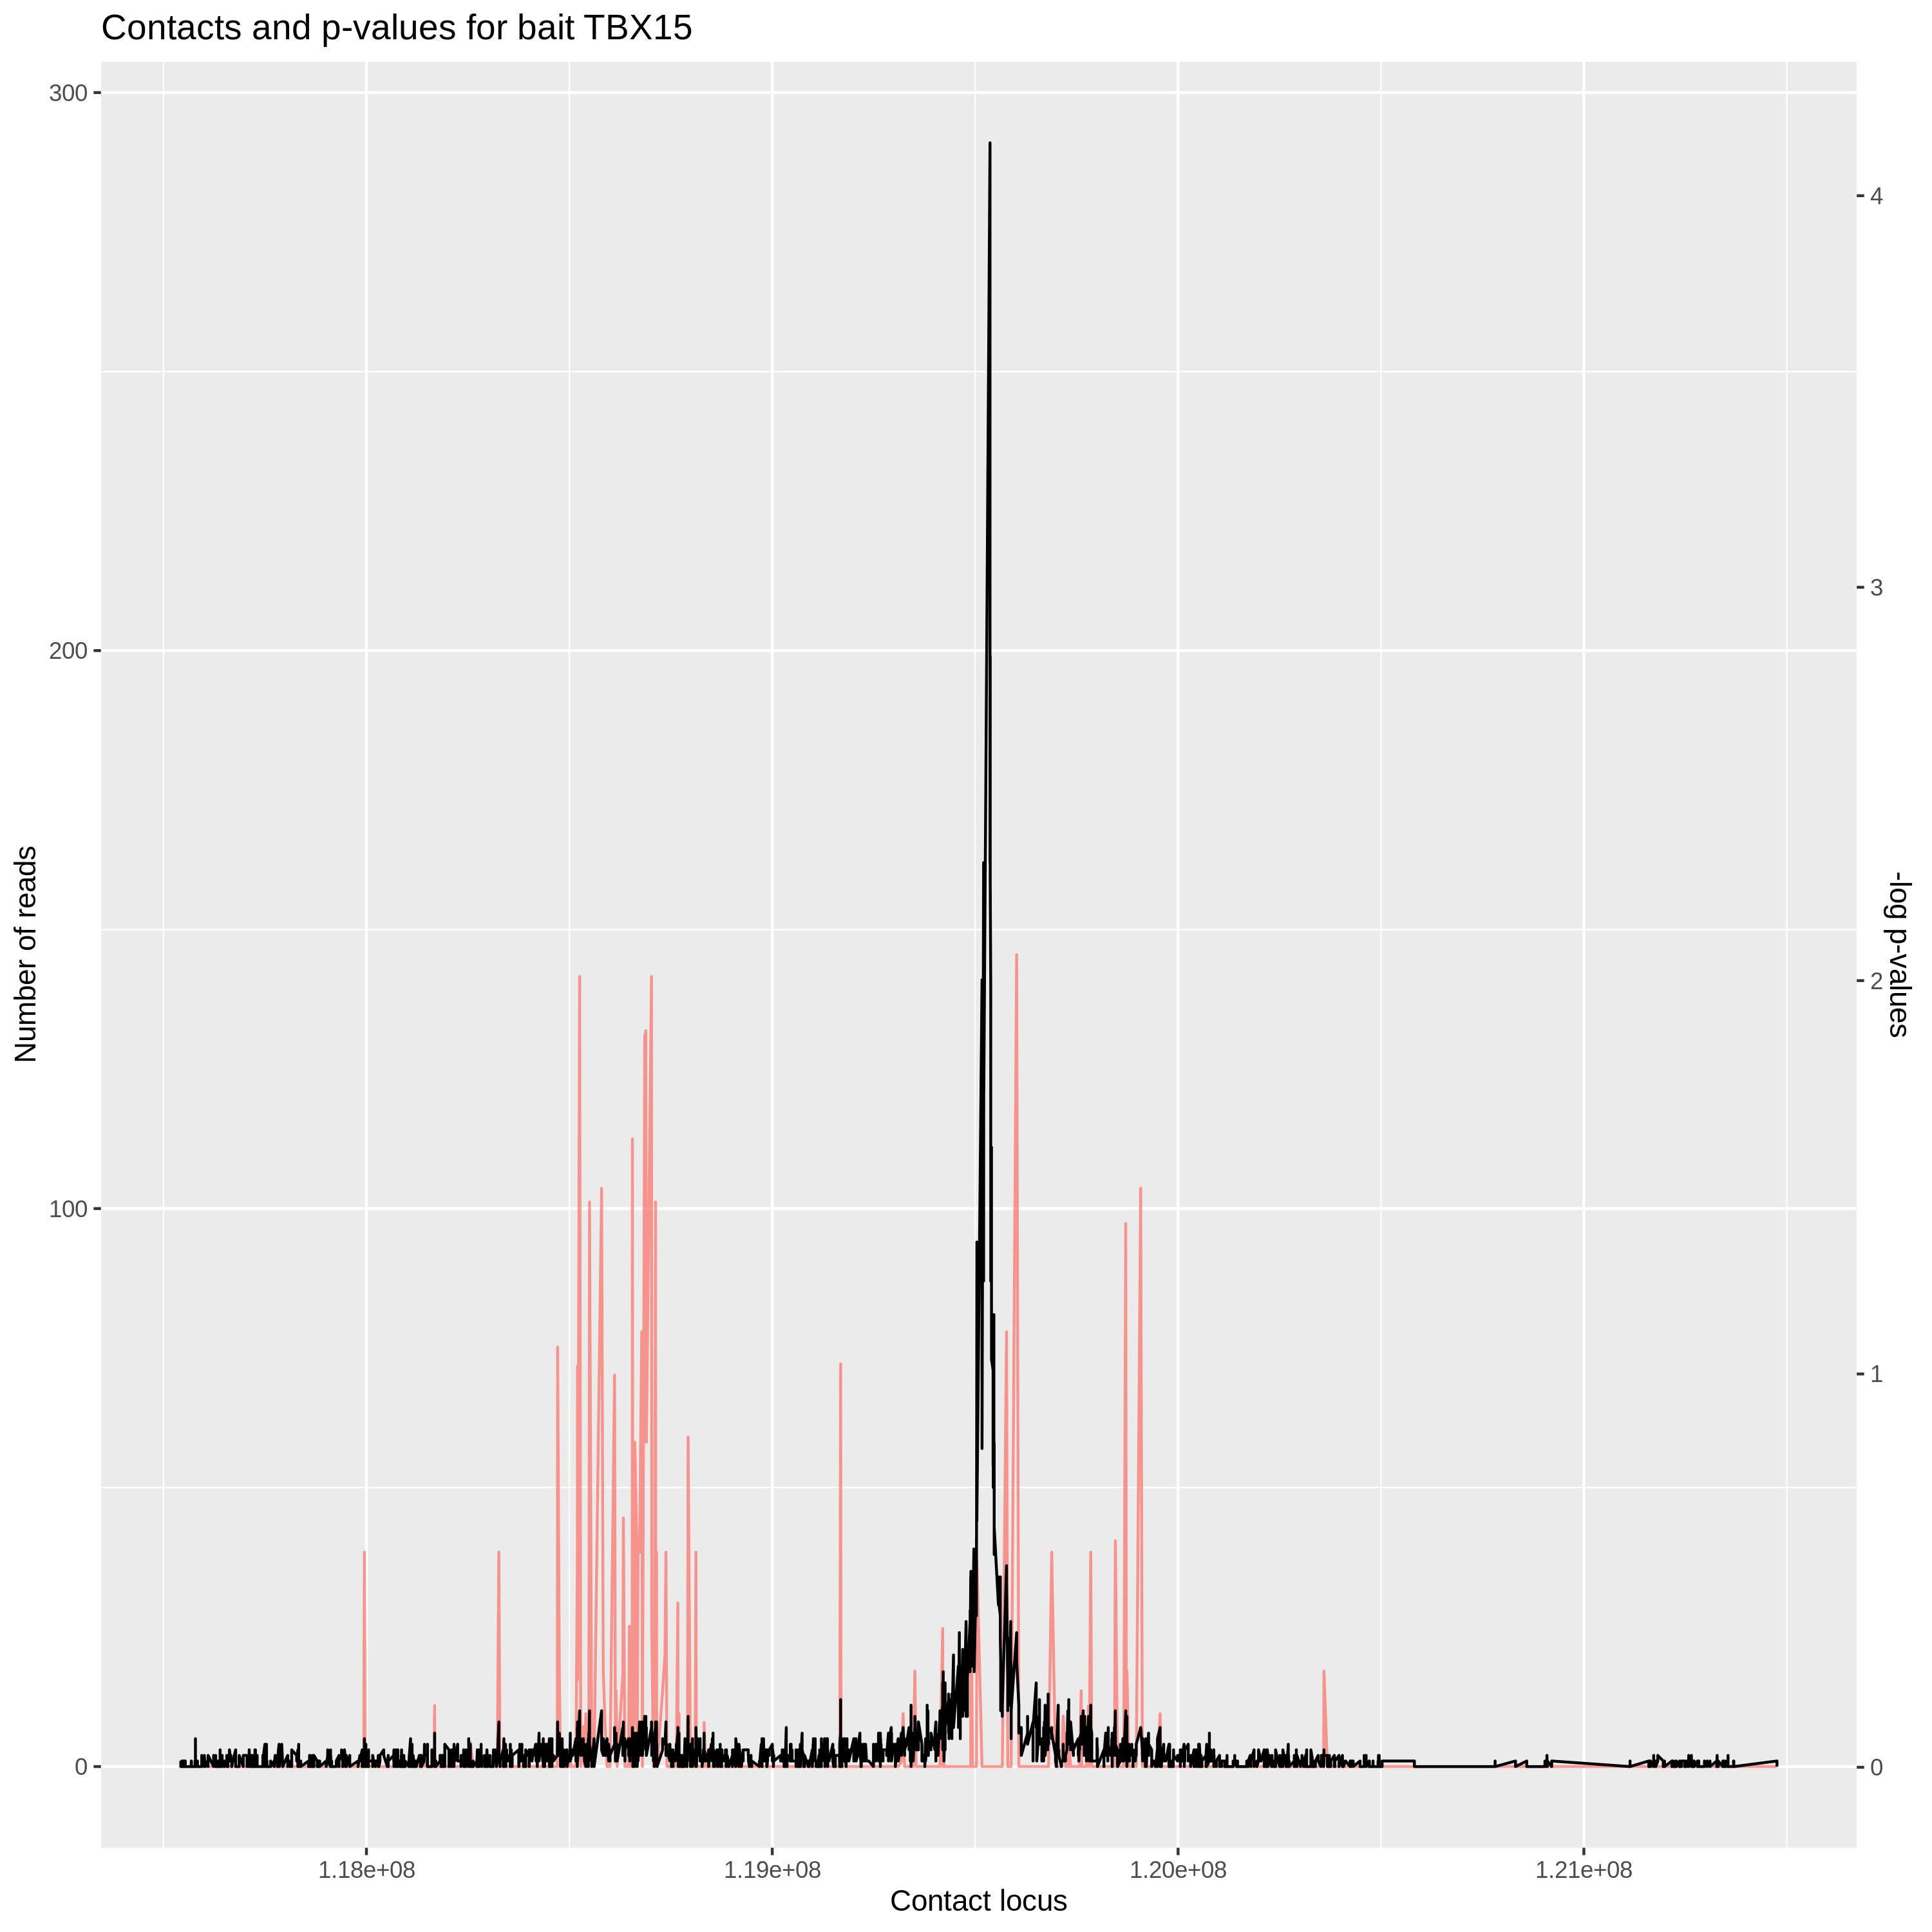 Contacts and p-values for bait TBX15
300
200
100
0
Number of reads
4
3
2
1
0
-log p-values
1.18e+08
1.19e+08
1.20e+08
1.21e+08
Contact locus